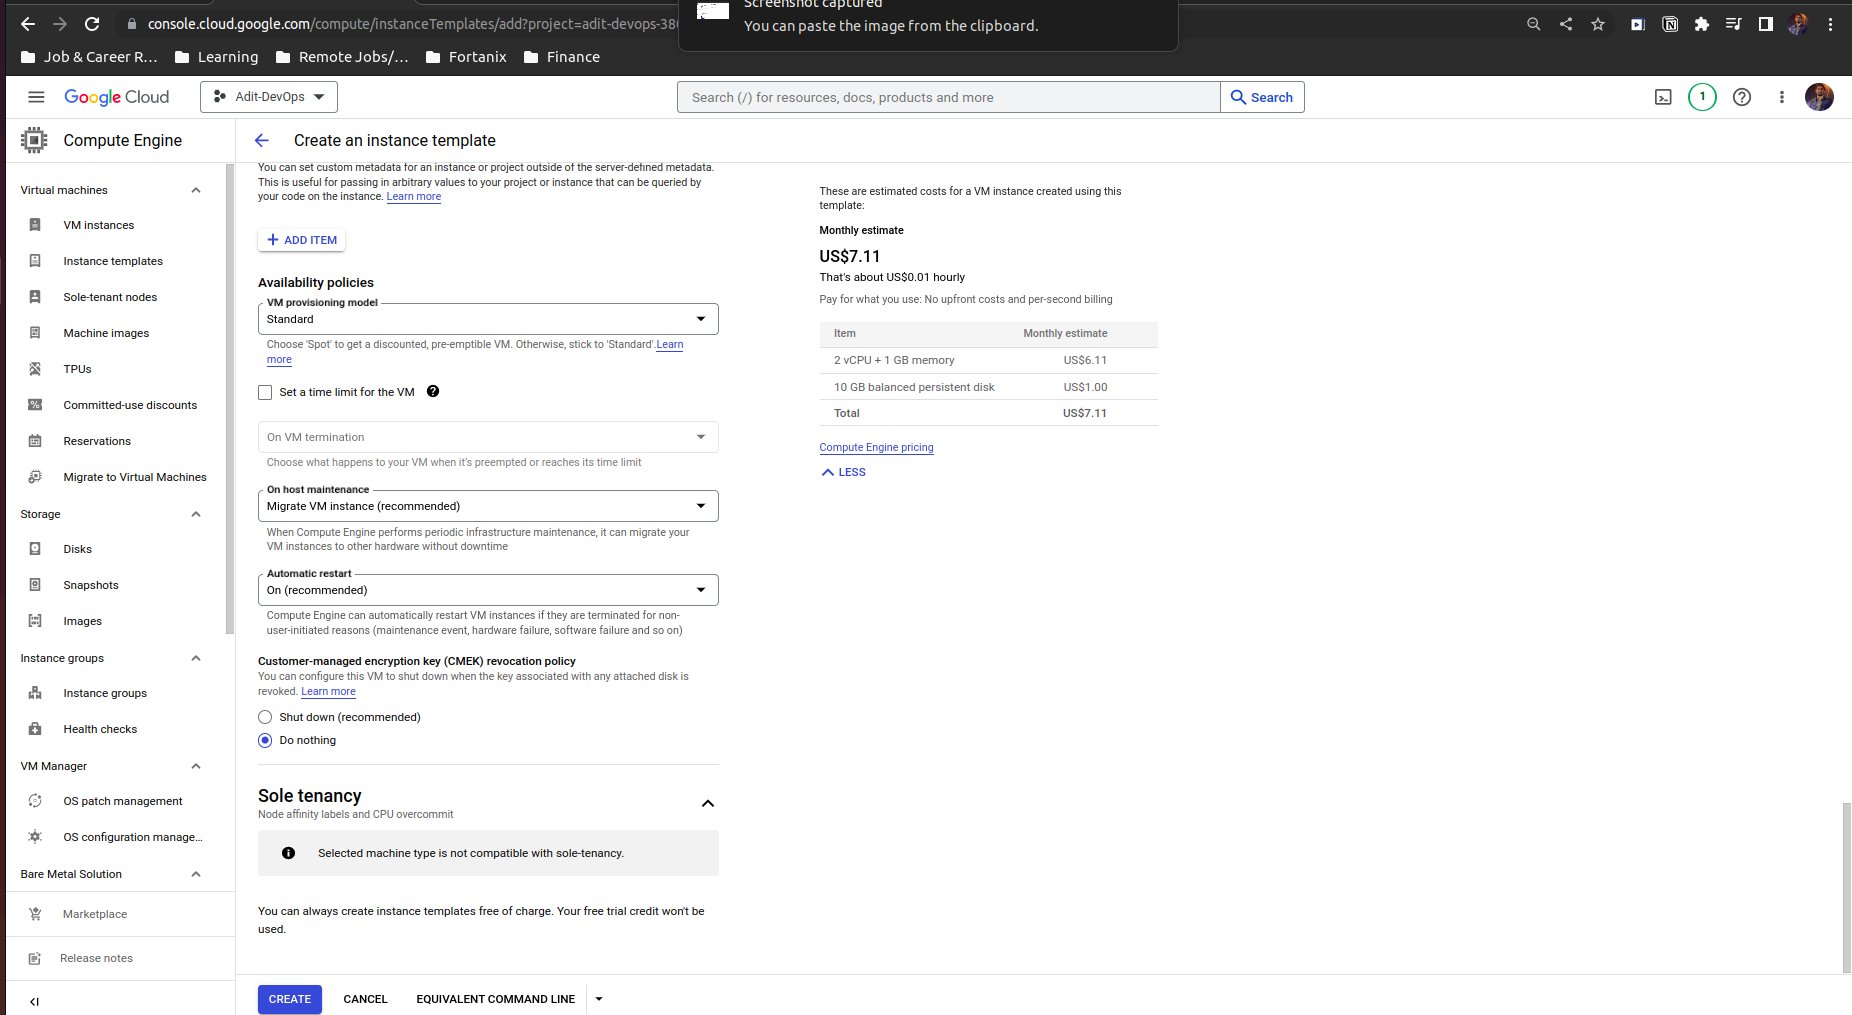 Screenshot captured
You can paste the image from the clipboard.
console.cloud.google.com/compute/instanceTemplates/add?project=adit-devops-38
Job & Career R... Learning Remote Jobs/... Fortanix Finance
Google Cloud Adit-DevOps Search (/) for resources, docs, products and more Search 1
Compute Engine
Create an instance template
Virtual machines
VM instances
Instance templates
Sole-tenant nodes
Machine images
TPUs
Committed-use discounts
Reservations
Migrate to Virtual Machines
Storage
Disks
Snapshots
Images
Instance groups
Instance groups
Health checks
VM Manager
OS patch management
OS configuration manage...
Bare Metal Solution
Marketplace
Release notes
You can set custom metadata for an instance or project outside of the server-defined metadata.
This is useful for passing in arbitrary values to your project or instance that can be queried by
your code on the instance. Learn more
ADD ITEM
Availability policies
VM provisioning model
Standard
Choose 'Spot' to get a discounted, pre-emptible VM. Otherwise, stick to 'Standard'.Learn
more
Set a time limit for the VM
On VM termination
Choose what happens to your VM when it's preempted or reaches its time limit
On host maintenance
Migrate VM instance (recommended)
When Compute Engine performs periodic infrastructure maintenance, it can migrate your
VM instances to other hardware without downtime
Automatic restart
On (recommended)
Compute Engine can automatically restart VM instances if they are terminated for non-
user-initiated reasons (maintenance event, hardware failure, software failure and so on)
Customer-managed encryption key (CMEK) revocation policy
You can configure this VM to shut down when the key associated with any attached disk is
revoked. Learn more
Shut down (recommended)
Do nothing
Sole tenancy
Node affinity labels and CPU overcommit
Selected machine type is not compatible with sole-tenancy.
You can always create instance templates free of charge. Your free trial credit won't be
used.
CREATE CANCEL EQUIVALENT COMMAND LINE
These are estimated costs for a VM instance created using this
template:
Monthly estimate
US$7.11
That's about US$0.01 hourly
Pay for what you use: No upfront costs and per-second billing
Item Monthly estimate
2 vCPU + 1 GB memory US$6.11
10 GB balanced persistent disk US$1.00
Total US$7.11
Compute Engine pricing
LESS